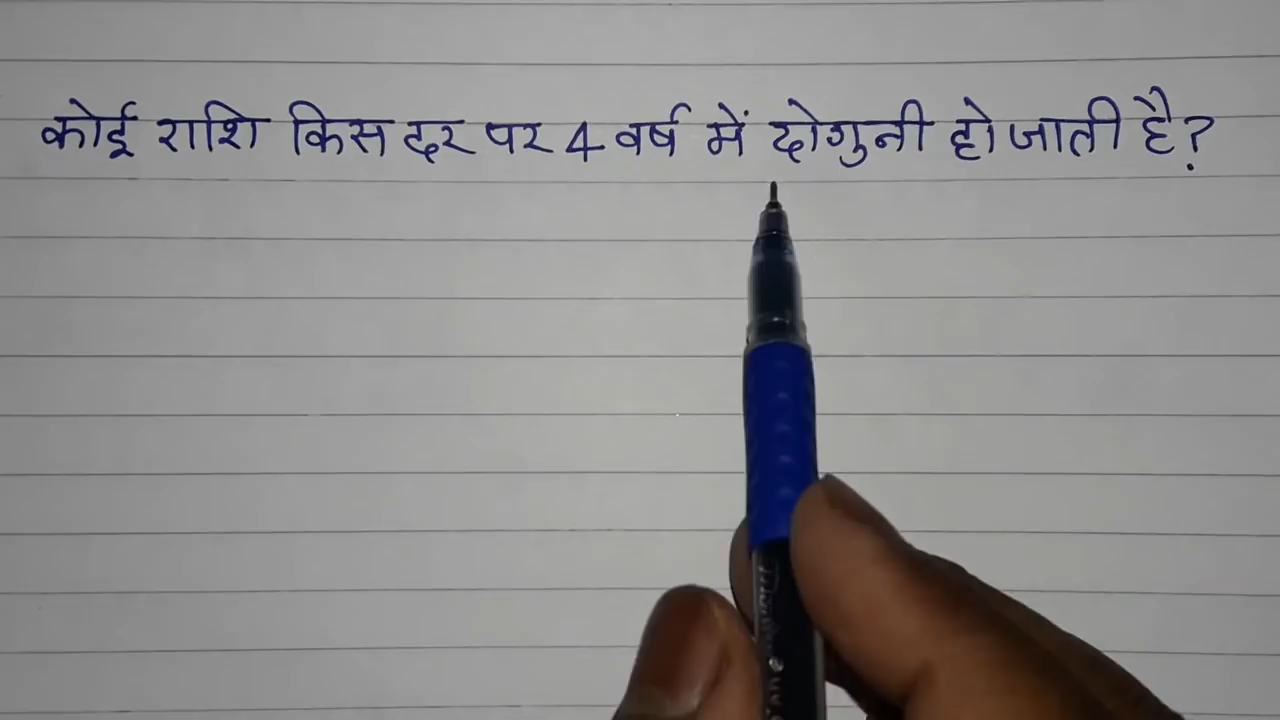 कोई राशि किस दर पर 4 वर्ष में दोगुनी हो जाती है?